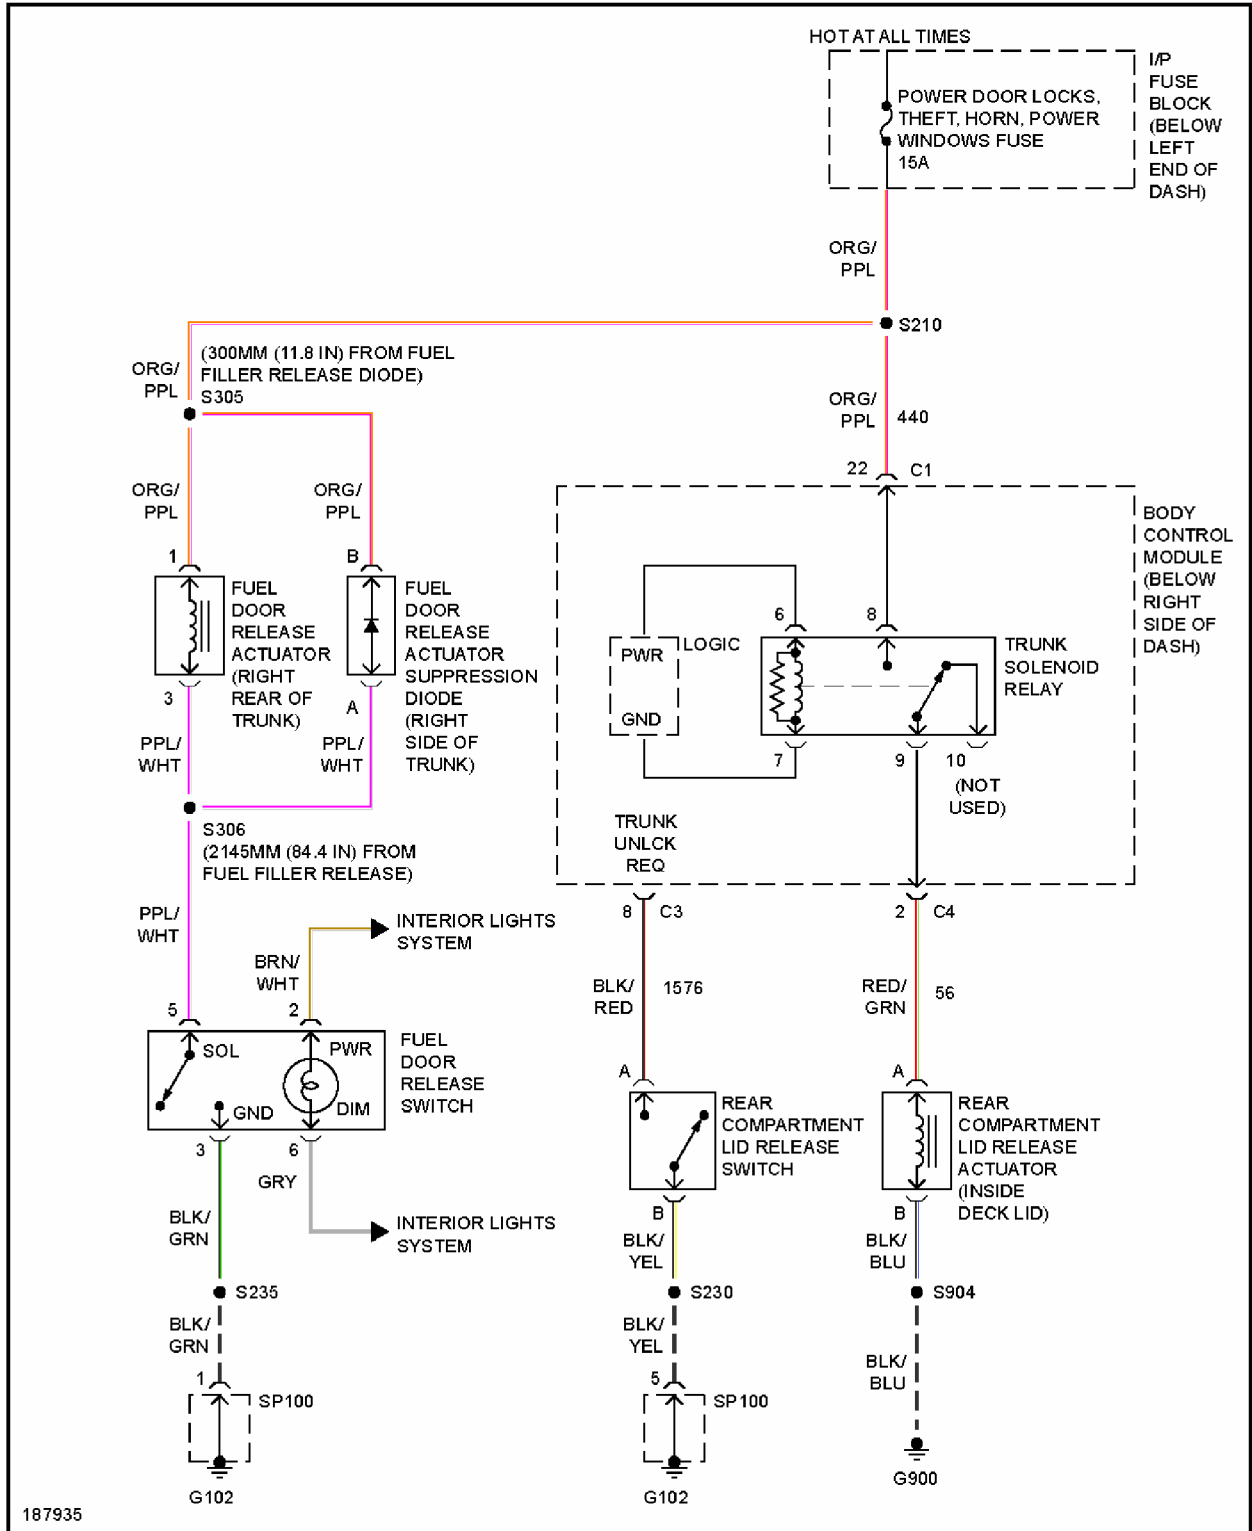 HOT AT ALL TIMES
POWER DOOR LOCKS,
THEFT, HORN, POWER
WINDOWS FUSE
15A
I/P
FUSE
BLOCK
(BELOW
LEFT
END OF
DASH)
ORG/
PPL
S210
ORG/
PPL
(300MM (11.8 IN) FROM FUEL
FILLER RELEASE DIODE)
S305
ORG/
PPL
440
22
C1
ORG/
PPL
ORG/
PPL
1
B
FUEL
DOOR
RELEASE
ACTUATOR
(RIGHT
REAR OF
TRUNK)
FUEL
DOOR
RELEASE
ACTUATOR
SUPPRESSION
DIODE
(RIGHT
SIDE OF
TRUNK)
3
A
PPL/
WHT
PPL/
WHT
BODY
CONTROL
MODULE
(BELOW
RIGHT
SIDE OF
DASH)
6
8
PWR
LOGIC
GND
TRUNK
SOLENOID
RELAY
7
9
10
(NOT
USED)
TRUNK
UNLCK
REQ
S306
(2145MM (84.4 IN) FROM
FUEL FILLER RELEASE)
8
C3
2
C4
PPL/
WHT
INTERIOR LIGHTS
SYSTEM
BRN/
WHT
BLK/
RED
1576
RED/
GRN
56
5
2
SOL
PWR
GND
DIM
FUEL
DOOR
RELEASE
SWITCH
3
6
A
REAR
COMPARTMENT
LID RELEASE
SWITCH
B
A
REAR
COMPARTMENT
LID RELEASE
ACTUATOR
(INSIDE
DECK LID)
B
GRY
INTERIOR LIGHTS
SYSTEM
BLK/
GRN
BLK/
YEL
BLK/
BLU
S235
S230
S904
BLK/
GRN
BLK/
YEL
BLK/
BLU
1
SP100
5
SP100
G102
G102
G900
187935